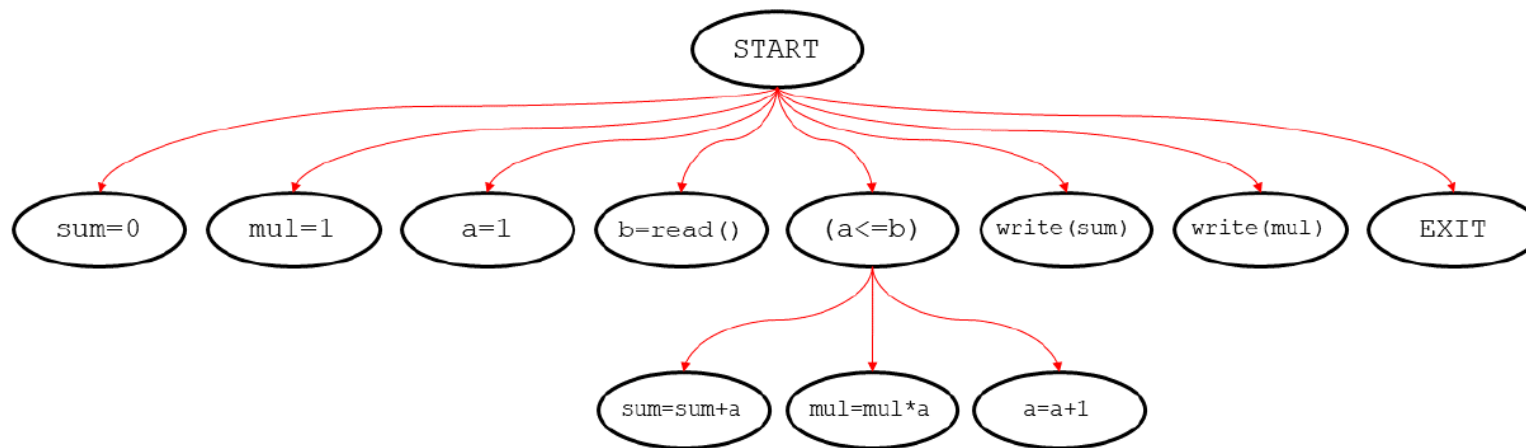 START
sum=0
mul=1
a=1
b=read()
(a<=b)
write(sum)
write(mul)
EXIT
sum=sum+a
mul=mul*a
a=a+1